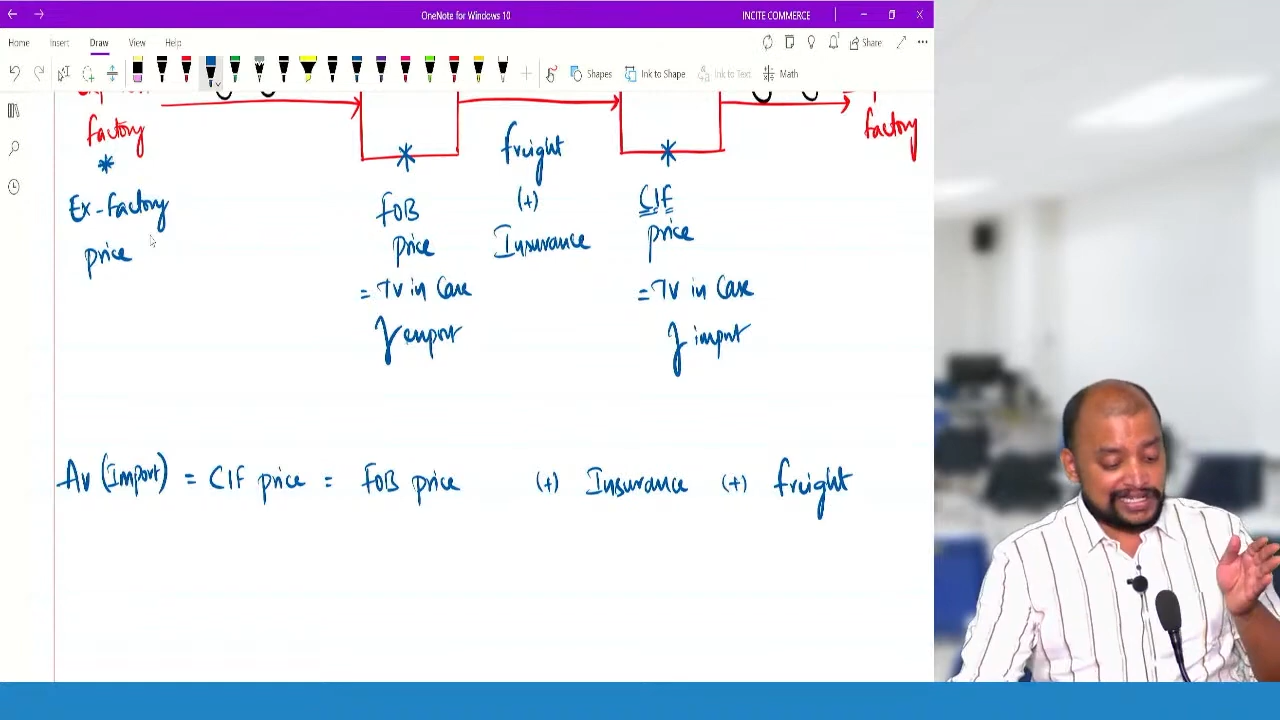 OneNote for Windows 10
INCITE COMMERCE
Home Insert Draw View Help
Share
Shapes
Ink to Shape
Ink to Text
Math
factory
factory
Ex-factory
price
FOB
price
= TV in Case
of export
freight
(+)
Insurance
CIF
price
= TV in Case
of import
AV (Import) = CIF price = FOB price (+) Insurance (+) freight